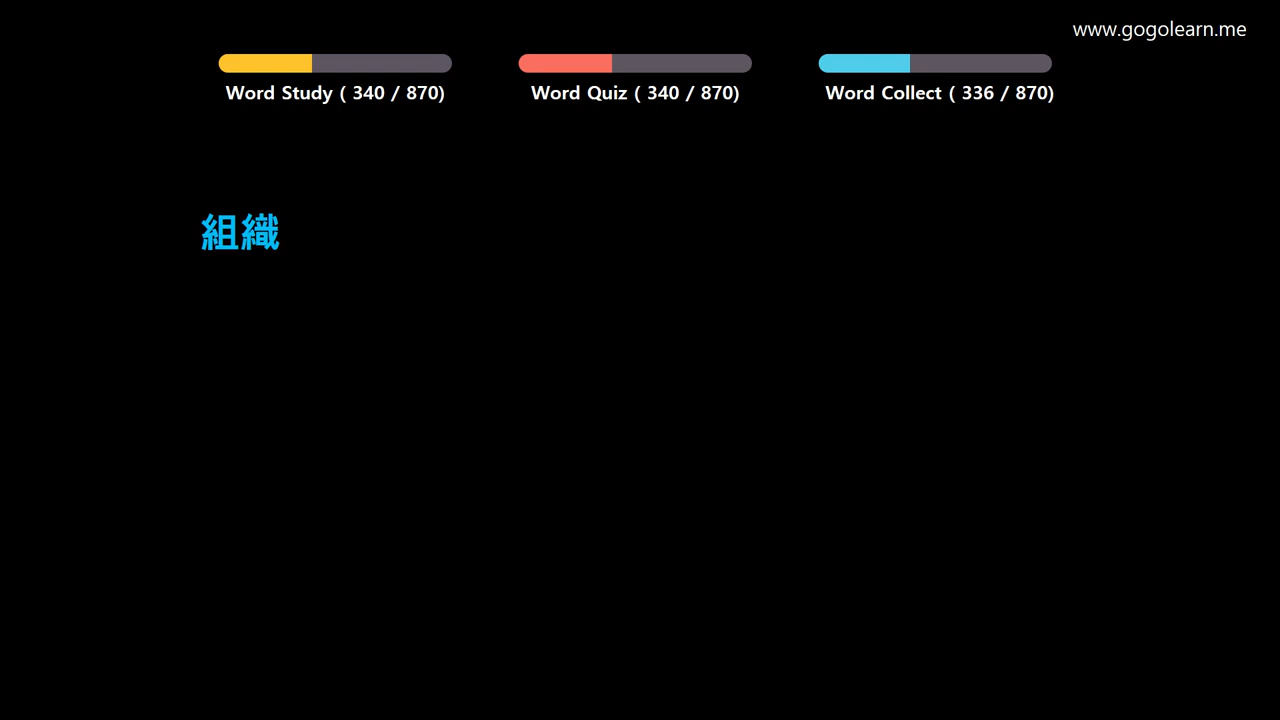 www.gogolearn.me
Word Study ( 340 / 870)
Word Quiz ( 340 / 870)
Word Collect ( 336 / 870)
組織